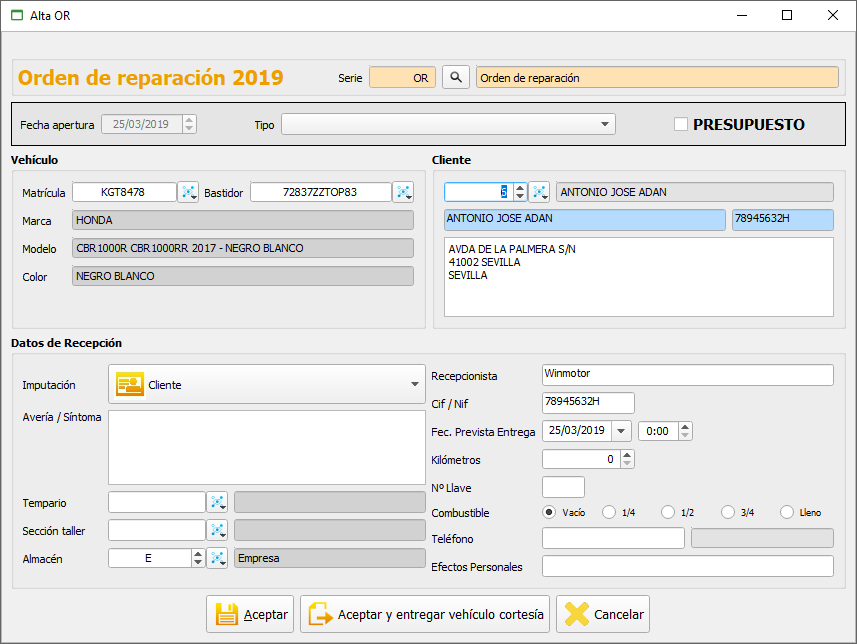 Alta OR
Orden de reparación 2019
Serie OR Orden de reparación
Fecha apertura 25/03/2019 Tipo PRESUPUESTO
Vehículo
Matrícula KGT8478 Bastidor 72837ZZTOP83
Marca HONDA
Modelo CBR1000R CBR1000RR 2017 - NEGRO BLANCO
Color NEGRO BLANCO
Cliente
5 ANTONIO JOSE ADAN
ANTONIO JOSE ADAN 78945632H
AVDA DE LA PALMERA S/N
41002 SEVILLA
SEVILLA
Datos de Recepción
Imputación Cliente
Avería / Síntoma
Tempario
Sección taller
Almacén E Empresa
Recepcionista Winmotor
Cif / Nif 78945632H
Fec. Prevista Entrega 25/03/2019 0:00
Kilómetros 0
Nº Llave
Combustible Vacío 1/4 1/2 3/4 Lleno
Teléfono
Efectos Personales
Aceptar Aceptar y entregar vehículo cortesía Cancelar